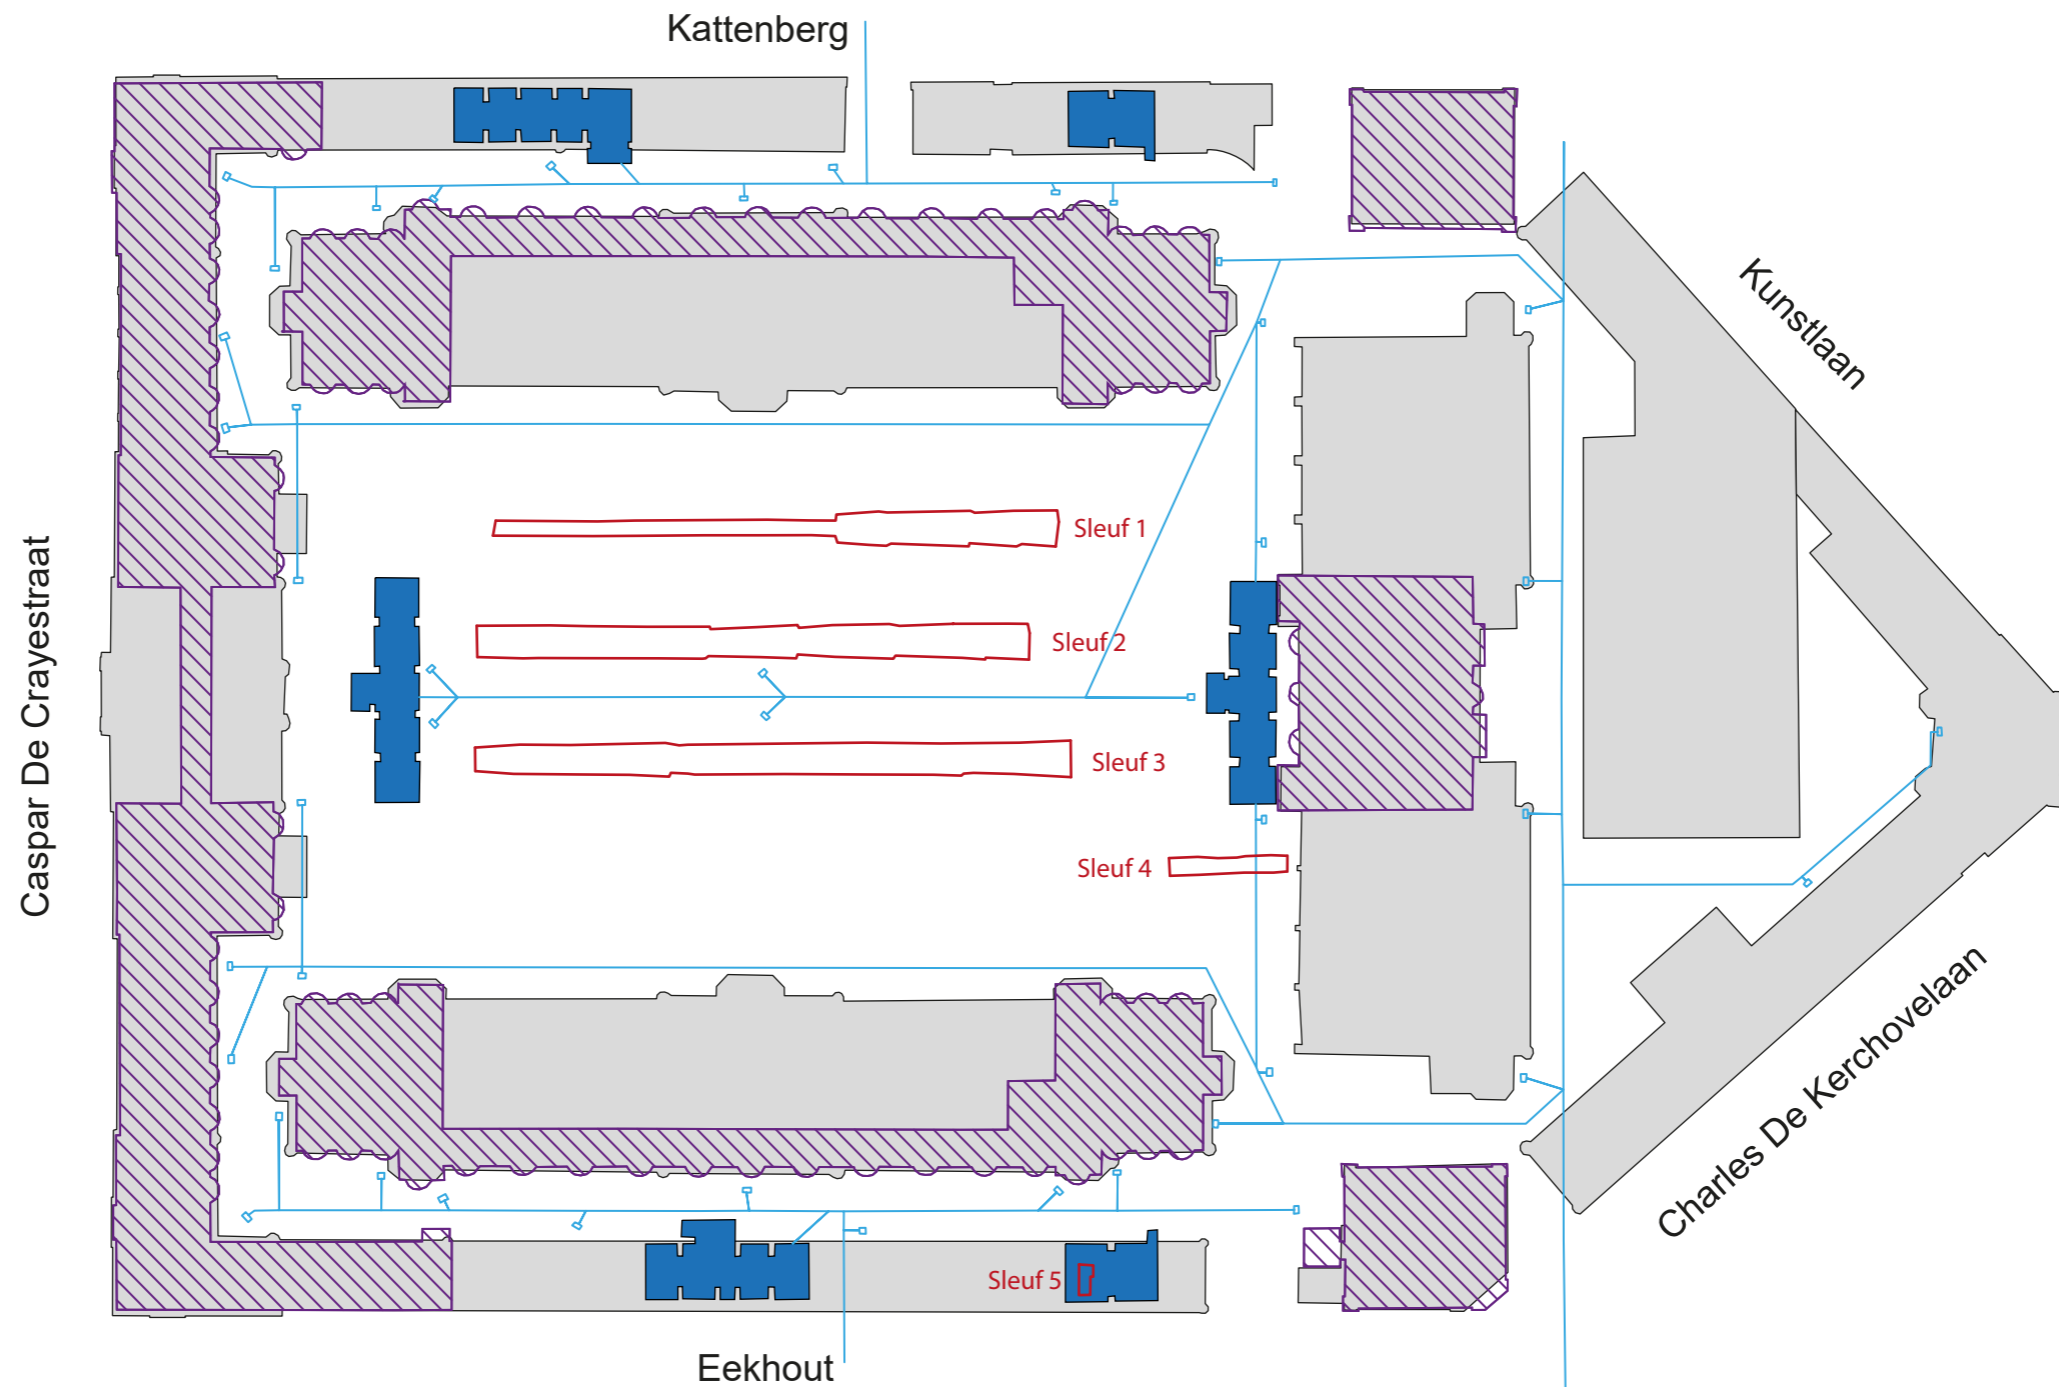 Kattenberg
Kunstlaan
Sleuf 1
Caspar De Crayestraat
Sleuf 2
Sleuf 3
Sleuf 4
Charles De Kerchovelaan
Sleuf 5
Eekhout